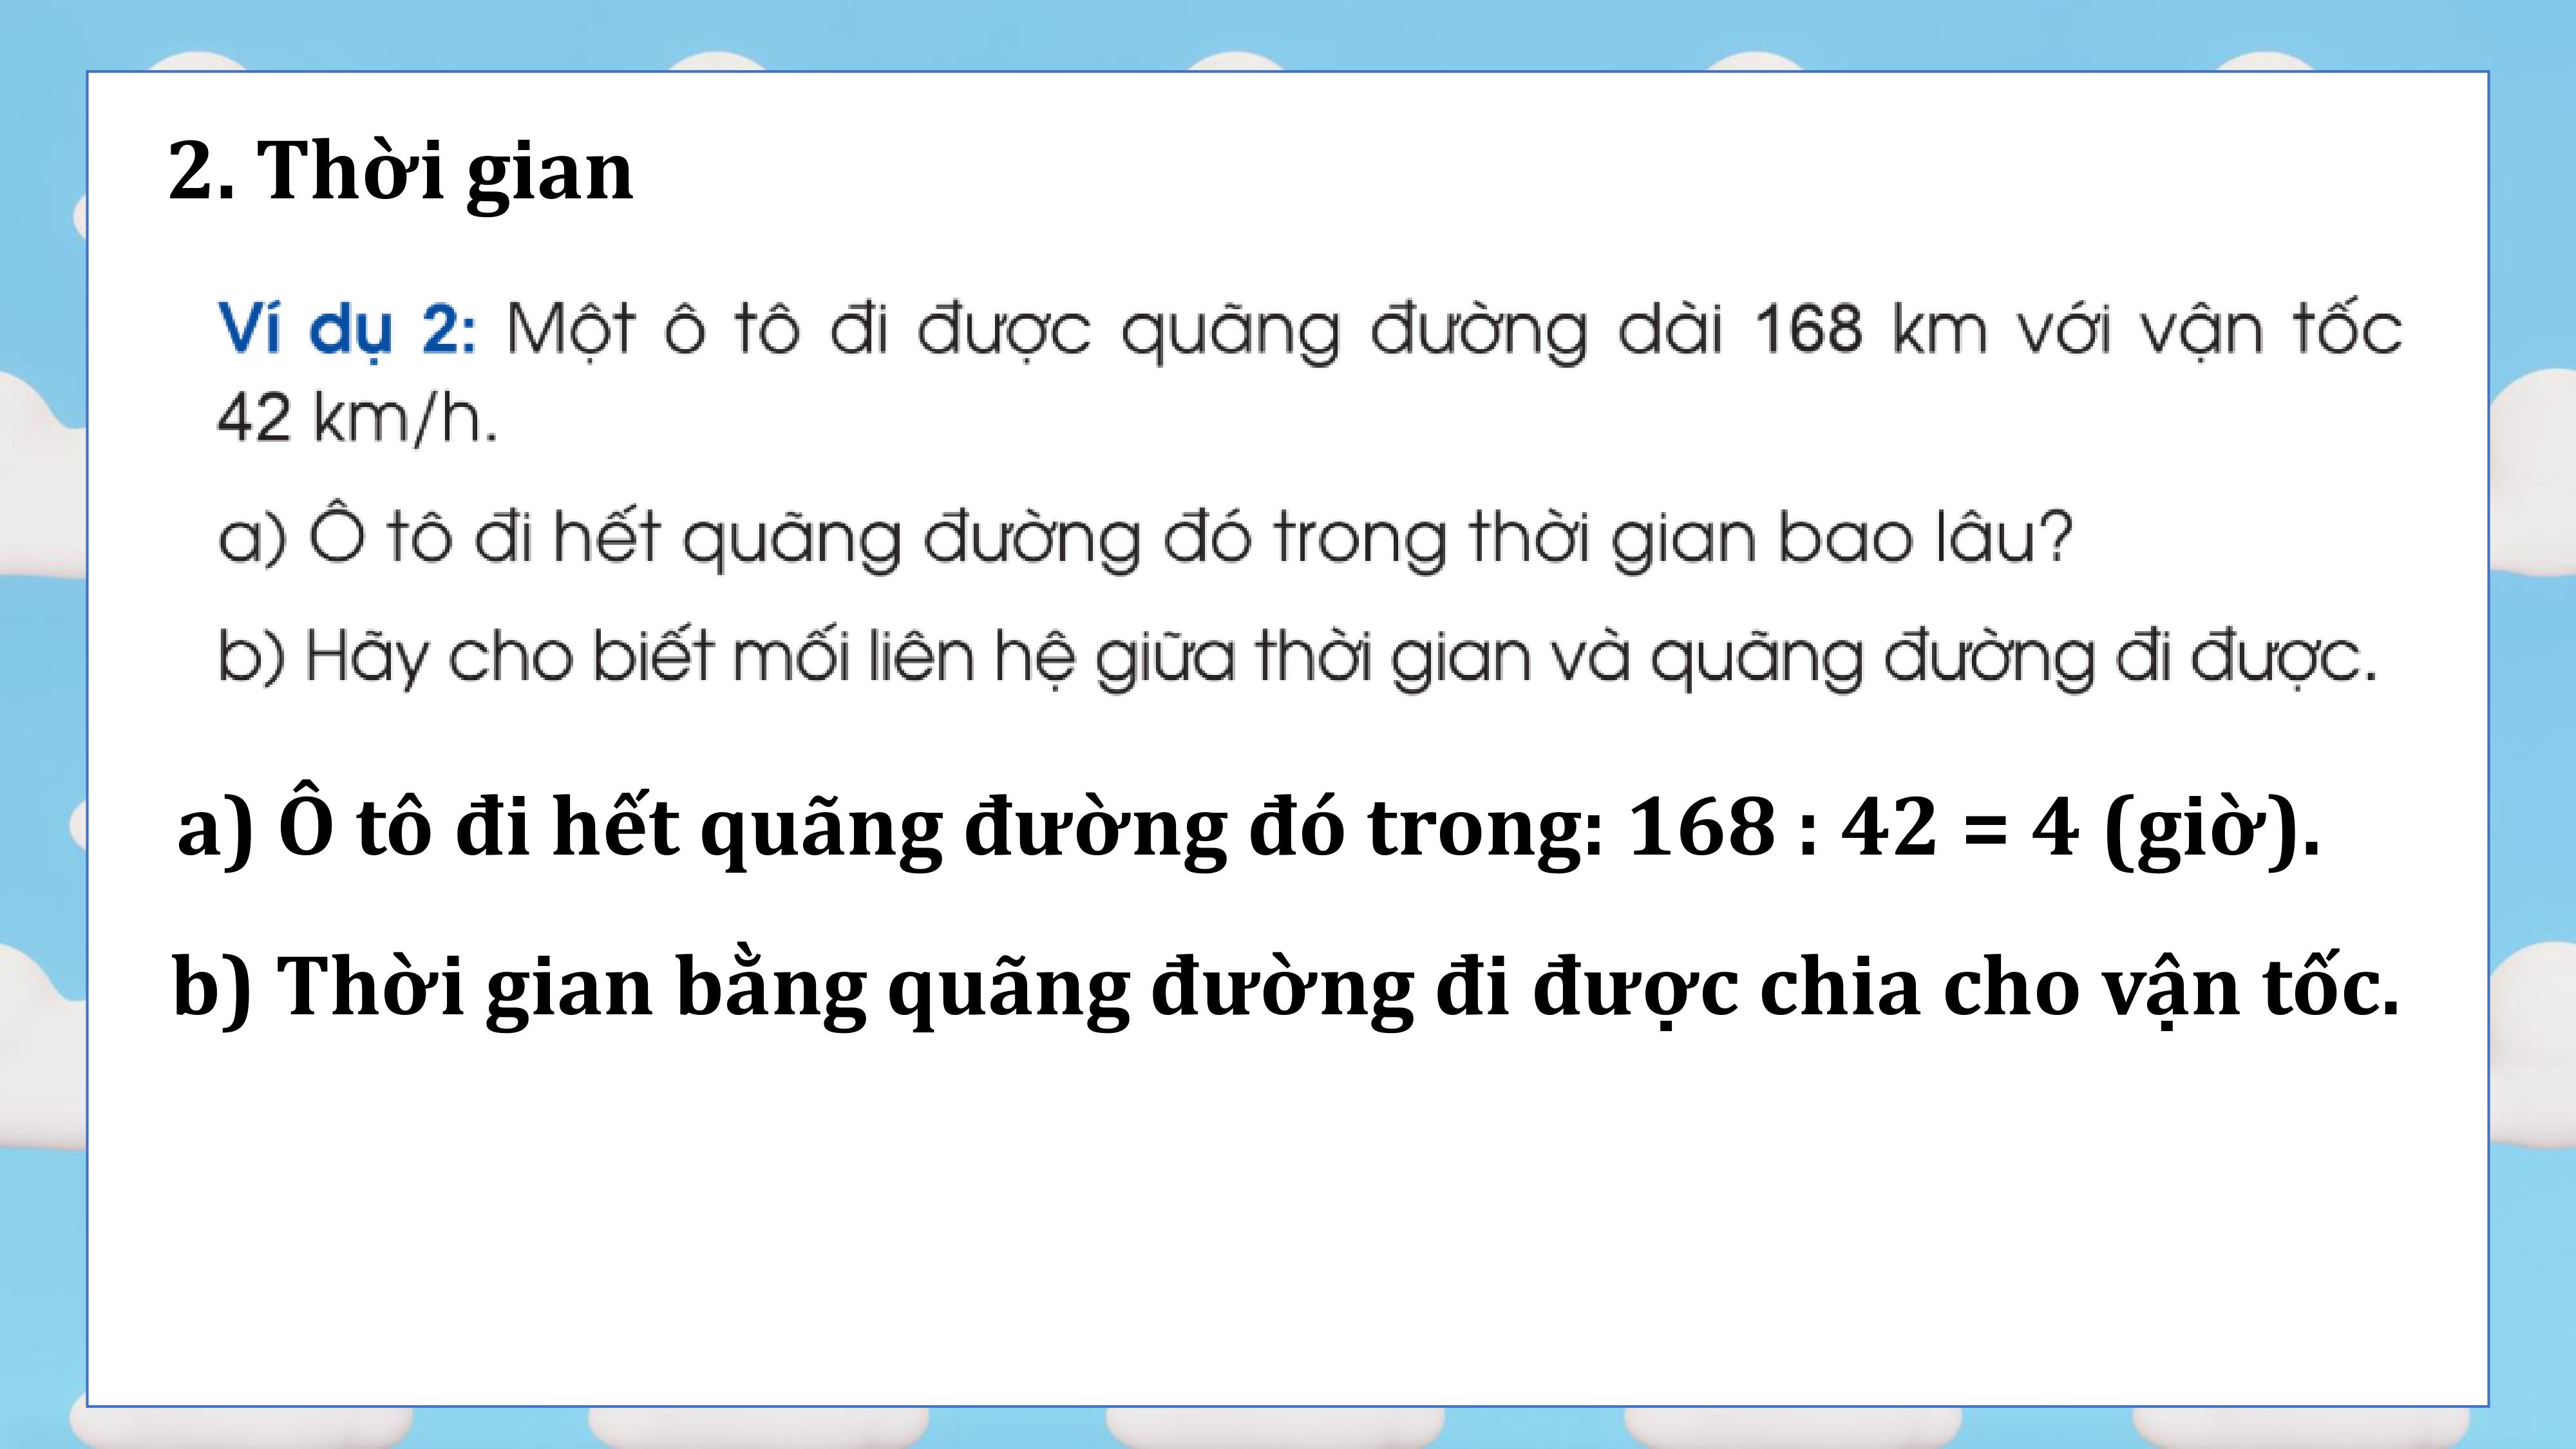 2. Thời gian
Ví dụ 2: Một ô tô đi được quãng đường dài 168 km với vận tốc
42 km/h.
a) Ô tô đi hết quãng đường đó trong thời gian bao lâu?
b) Hãy cho biết mối liên hệ giữa thời gian và quãng đường đi được.
a) Ô tô đi hết quãng đường đó trong: 168 : 42 = 4 (giờ).
b) Thời gian bằng quãng đường đi được chia cho vận tốc.